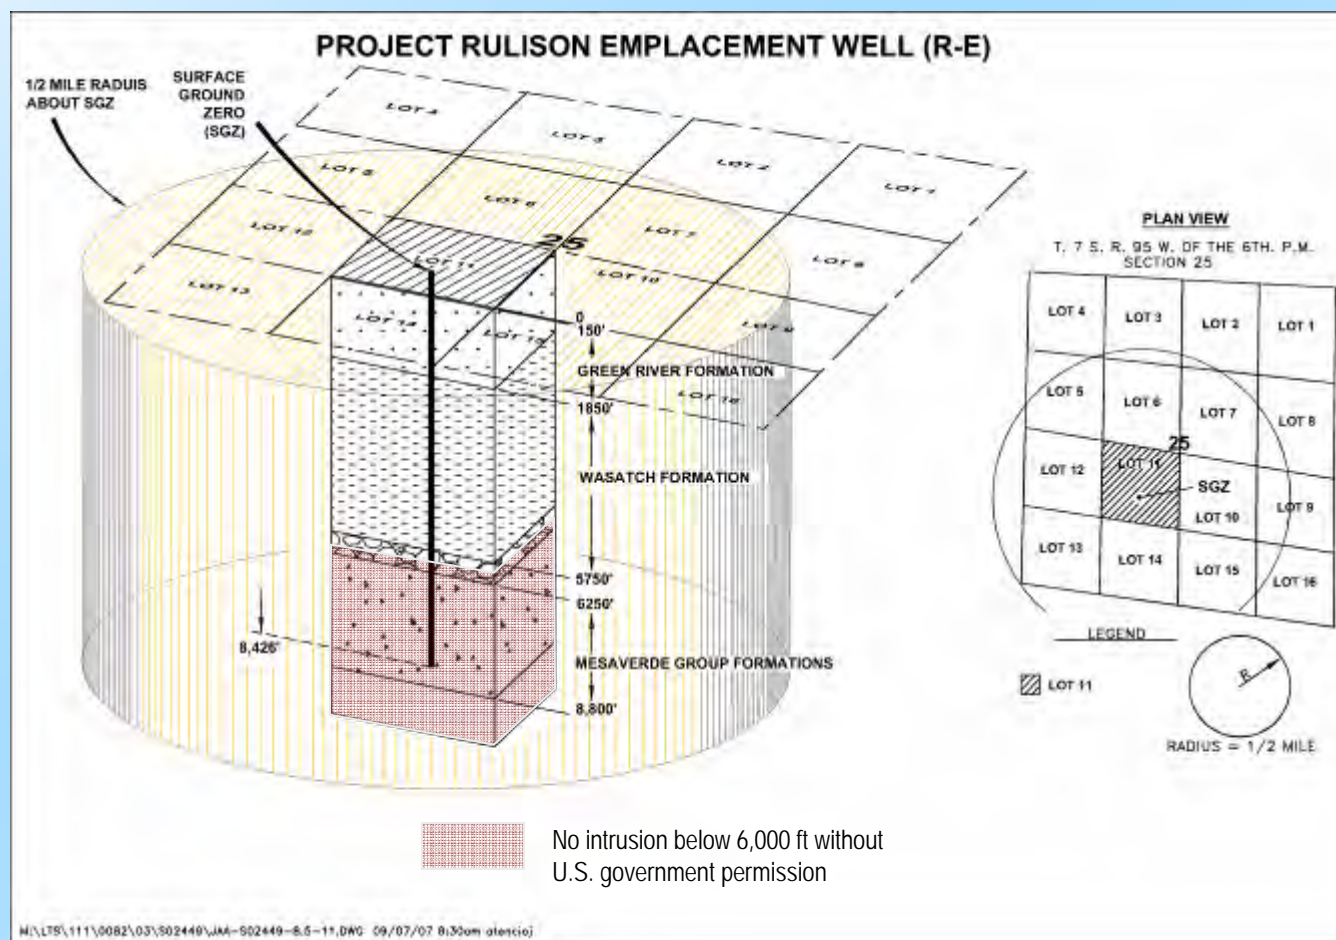 PROJECT RULISON EMPLACEMENT WELL (R-E)
1/2 MILE RADUIS
ABOUT SGZ
SURFACE
GROUND
ZERO
(SGZ)
LOT 4
LOT 3
LOT 2
LOT 1
LOT 5
LOT 6
LOT 7
LOT 8
LOT 12
LOT 11
25
LOT 10
LOT 9
LOT 13
LOT 14
LOT 15
LOT 16
0
150'
GREEN RIVER FORMATION
1850'
WASATCH FORMATION
5750'
6250'
8,426'
MESAVERDE GROUP FORMATIONS
8,800'
PLAN VIEW
T. 7 S. R. 95 W. OF THE 6TH. P.M.
SECTION 25
LOT 4
LOT 3
LOT 2
LOT 1
LOT 5
LOT 6
LOT 7
LOT 8
25
LOT 12
LOT 11
SGZ
LOT 10
LOT 9
LOT 13
LOT 14
LOT 15
LOT 16
LEGEND
LOT 11
R
RADIUS = 1/2 MILE
No intrusion below 6,000 ft without
U.S. government permission
09/07/07 8:30am